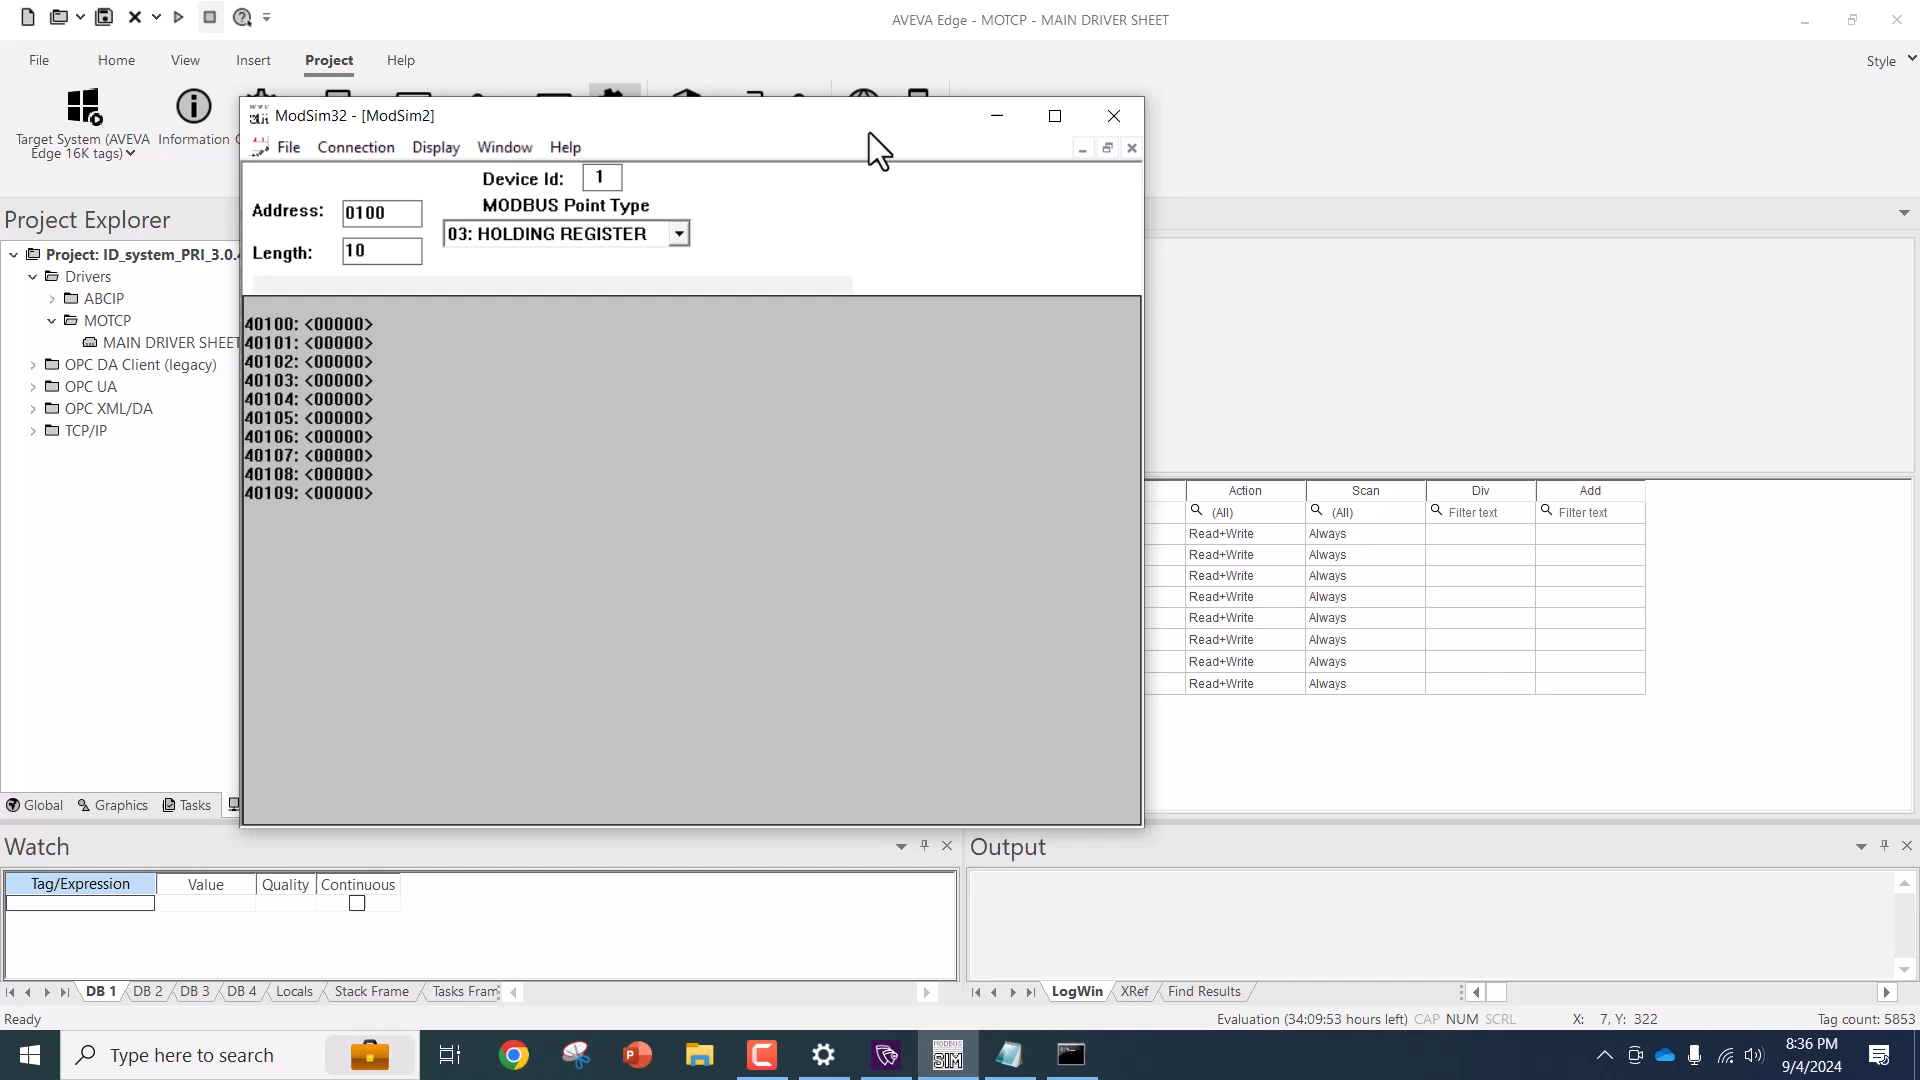 AVEVA Edge - MOTCP - MAIN DRIVER SHEET
File Home View Insert Project Help
Style
Target System (AVEVA Edge 16K tags)
Information
Project Explorer
Project: ID_system_PRI_3.0.4
Drivers
ABCIP
MOTCP
MAIN DRIVER SHEET
OPC DA Client (legacy)
OPC UA
OPC XML/DA
TCP/IP
Global Graphics Tasks
ModSim32 - [ModSim2]
File Connection Display Window Help
Device Id: 1
Address: 0100
MODBUS Point Type
03: HOLDING REGISTER
Length: 10
40100: <00000>
40101: <00000>
40102: <00000>
40103: <00000>
40104: <00000>
40105: <00000>
40106: <00000>
40107: <00000>
40108: <00000>
40109: <00000>
Action Scan Div Add
(All) (All) Filter text Filter text
Read+Write Always
Read+Write Always
Read+Write Always
Read+Write Always
Read+Write Always
Read+Write Always
Read+Write Always
Read+Write Always
Watch
Tag/Expression Value Quality Continuous
DB 1 DB 2 DB 3 DB 4 Locals Stack Frame Tasks Fram
Output
LogWin XRef Find Results
Ready
Evaluation (34:09:53 hours left) CAP NUM SCRL X: 7, Y: 322 Tag count: 5853
Type here to search
MODBUS
SIM
8:36 PM
9/4/2024